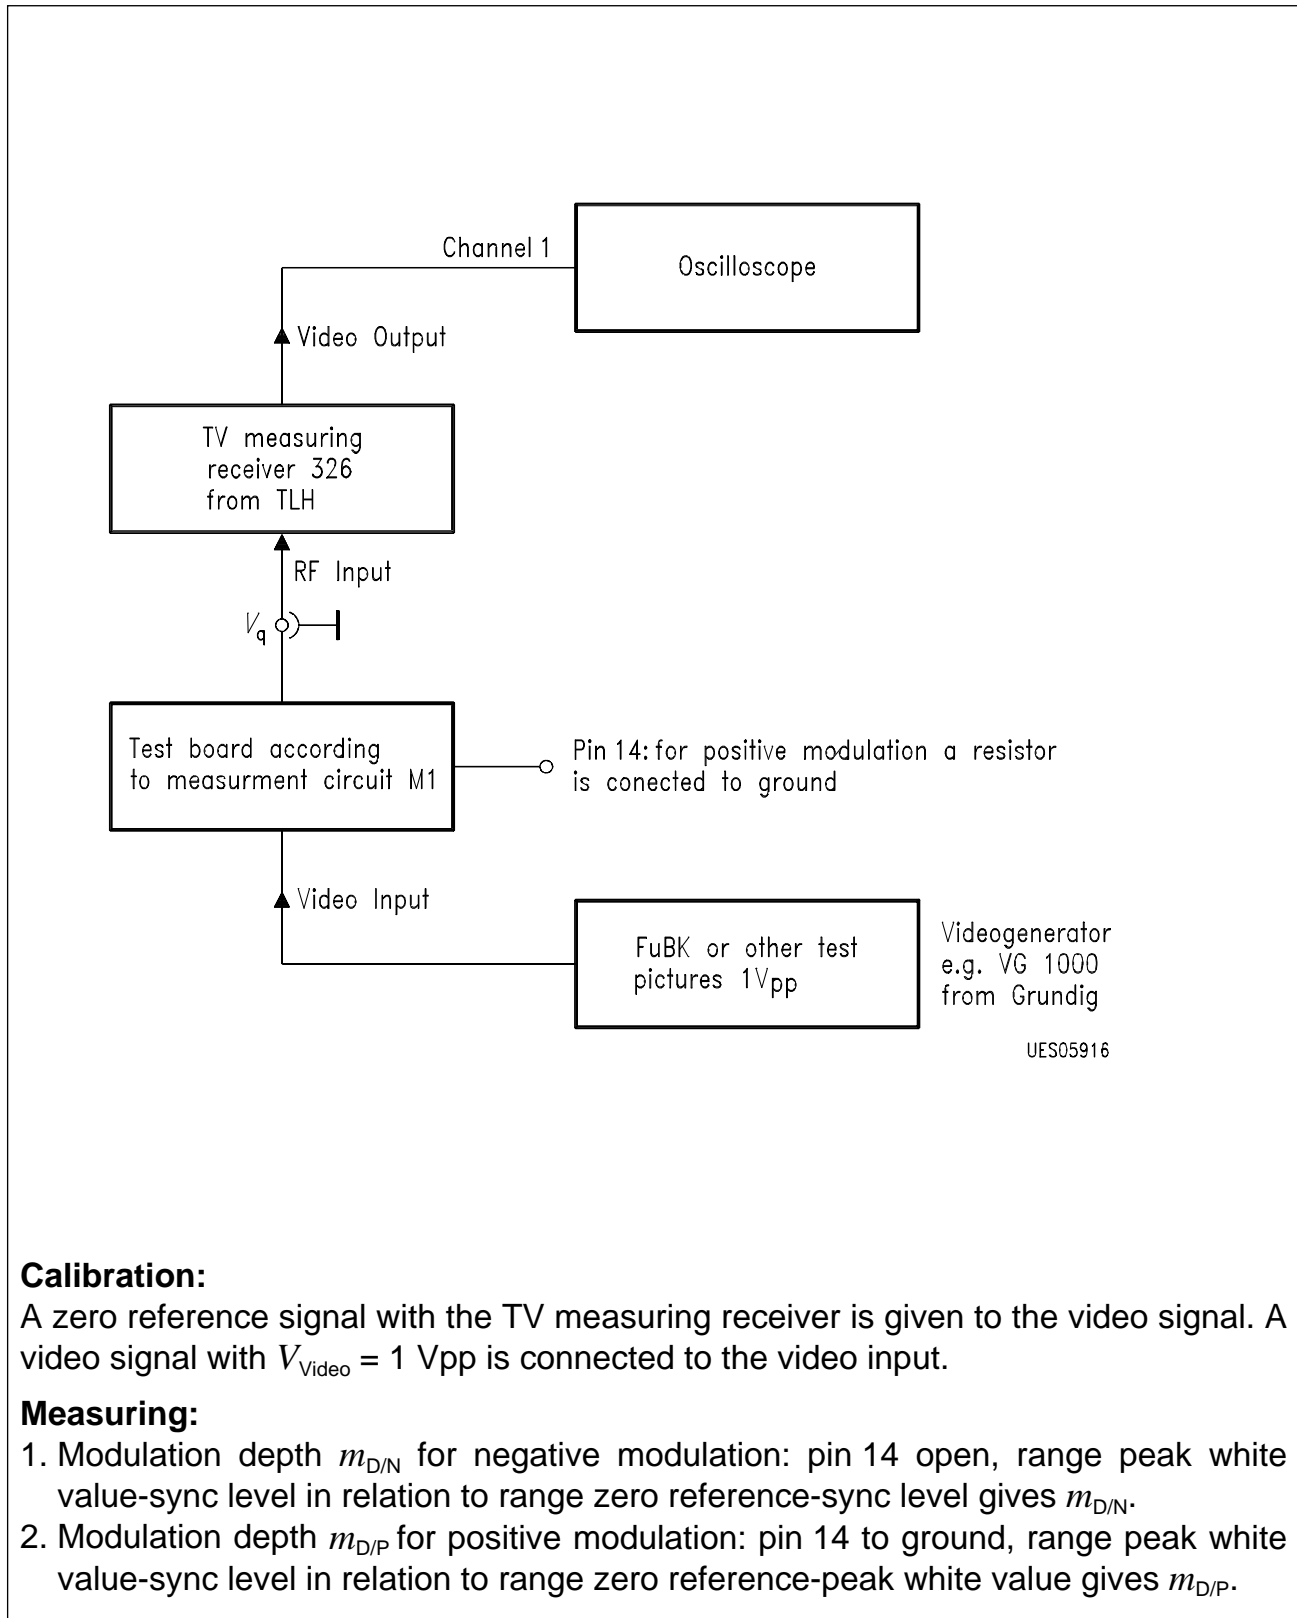 Channel 1
Oscilloscope
Video Output
TV measuring
receiver 326
from TLH
RF Input
Vq
Test board according
to measurment circuit M1
Pin 14: for positive modulation a resistor
is conected to ground
Video Input
FuBK or other test
pictures 1Vpp
Videogenerator
e.g. VG 1000
from Grundig
UES05916
Calibration:
A zero reference signal with the TV measuring receiver is given to the video signal. A
video signal with VVideo = 1 Vpp is connected to the video input.
Measuring:
1. Modulation depth mD/N for negative modulation: pin 14 open, range peak white
value-sync level in relation to range zero reference-sync level gives mD/N.
2. Modulation depth mD/P for positive modulation: pin 14 to ground, range peak white
value-sync level in relation to range zero reference-peak white value gives mD/P.